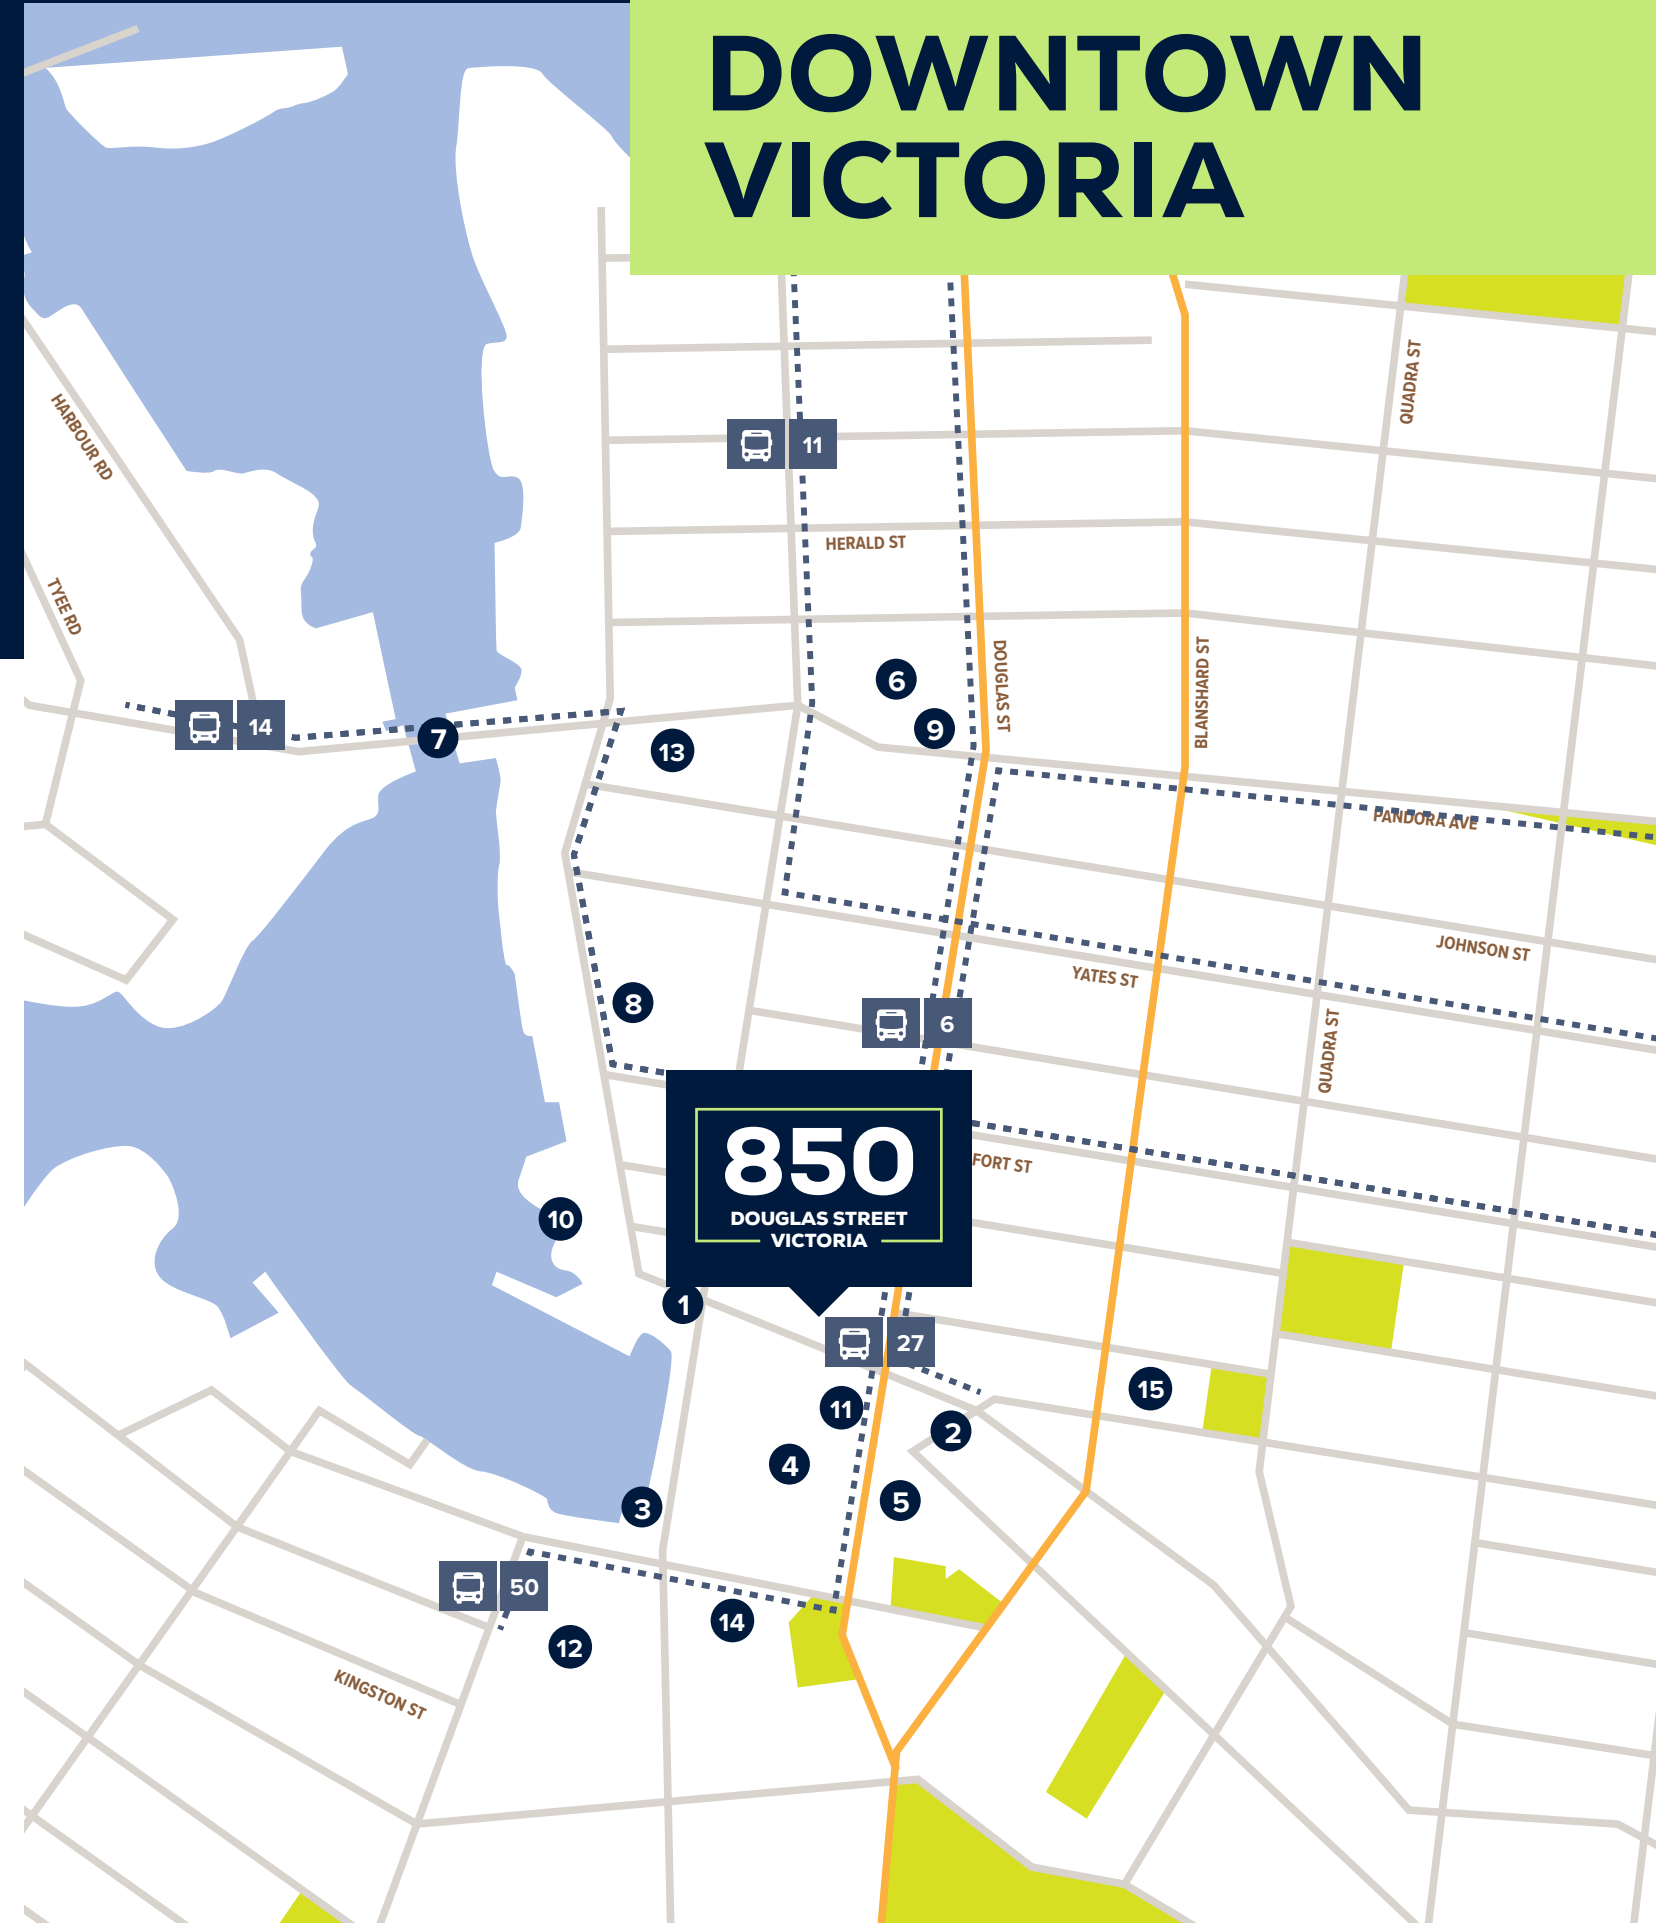 DOWNTOWN
VICTORIA
QUADRA ST
HARBOUR RD
11
HERALD ST
TYEE RD
DOUGLAS ST
BLANSHARD ST
6
9
14
7
13
PANDORA AVE
JOHNSON ST
YATES ST
8
6
QUADRA ST
850
DOUGLAS STREET
VICTORIA
FORT ST
10
1
27
15
11
2
4
5
3
50
14
12
KINGSTON ST